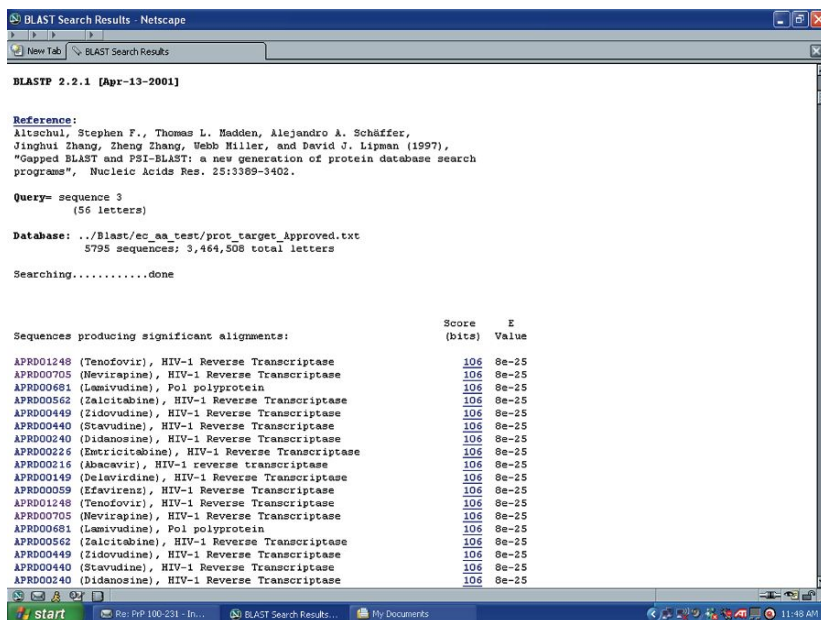 BLAST Search Results - Netscape
New Tab BLAST Search Results
BLASTP 2.2.1 [Apr-13-2001]
Reference:
Altschul, Stephen F., Thomas L. Madden, Alejandro A. Schäffer,
Jinghui Zhang, Zheng Zhang, Webb Miller, and David J. Lipman (1997),
"Gapped BLAST and PSI-BLAST: a new generation of protein database search
programs", Nucleic Acids Res. 25:3389-3402.
Query= sequence 3
(56 letters)
Database: ../Blast/ec_aa_test/prot_target_Approved.txt
5795 sequences; 3,464,508 total letters
Searching............done
Score E
Sequences producing significant alignments: (bits) Value
APRD01248 (Tenofovir), HIV-1 Reverse Transcriptase 106 8e-25
APRD00705 (Nevirapine), HIV-1 Reverse Transcriptase 106 8e-25
APRD00681 (Lamivudine), Pol polyprotein 106 8e-25
APRD00562 (Zalcitabine), HIV-1 Reverse Transcriptase 106 8e-25
APRD00449 (Zidovudine), HIV-1 Reverse Transcriptase 106 8e-25
APRD00440 (Stavudine), HIV-1 Reverse Transcriptase 106 8e-25
APRD00240 (Didanosine), HIV-1 Reverse Transcriptase 106 8e-25
APRD00226 (Emtricitabine), HIV-1 Reverse Transcriptase 106 8e-25
APRD00216 (Abacavir), HIV-1 reverse transcriptase 106 8e-25
APRD00149 (Delavirdine), HIV-1 Reverse Transcriptase 106 8e-25
APRD00059 (Efavirenz), HIV-1 Reverse Transcriptase 106 8e-25
APRD01248 (Tenofovir), HIV-1 Reverse Transcriptase 106 8e-25
APRD00705 (Nevirapine), HIV-1 Reverse Transcriptase 106 8e-25
APRD00681 (Lamivudine), Pol polyprotein 106 8e-25
APRD00562 (Zalcitabine), HIV-1 Reverse Transcriptase 106 8e-25
APRD00449 (Zidovudine), HIV-1 Reverse Transcriptase 106 8e-25
APRD00440 (Stavudine), HIV-1 Reverse Transcriptase 106 8e-25
APRD00240 (Didanosine), HIV-1 Reverse Transcriptase 106 8e-25
start Re: PrP 100-231 - In... BLAST Search Results... My Documents 11:48 AM